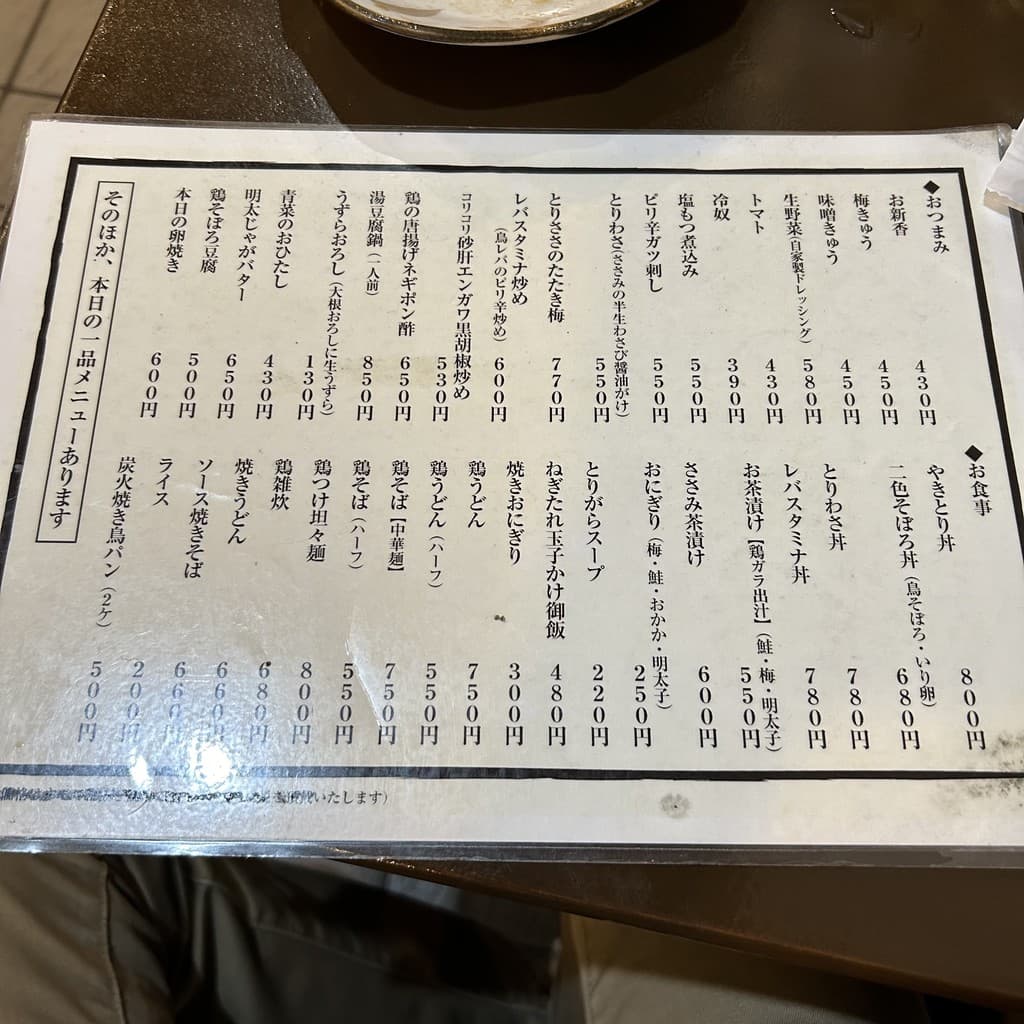 ◆おつまみ
お新香 430円
梅きゅう 450円
味噌きゅう 450円
生野菜(自家製ドレッシング) 580円
トマト 430円
冷奴 390円
塩もつ煮込み 550円
ピリ辛ガツ刺し 550円
とりわさ(ささみの半生わさび醤油がけ) 550円
とりささのたたき梅 770円
レバスタミナ炒め(鳥レバのピリ辛炒め) 600円
コリコリ砂肝エンガワ黒胡椒炒め 530円
鶏の唐揚げネギポン酢 650円
湯豆腐鍋(一人前) 850円
うずらおろし(大根おろしに生うずら) 130円
青菜のおひたし 430円
明太じゃがバター 650円
鶏そぼろ豆腐 500円
本日の卵焼き 600円
◆お食事
やきとり丼 800円
二色そぼろ丼(鳥そぼろ・いり卵) 680円
とりわさ丼 780円
レバスタミナ丼 780円
お茶漬け【鶏ガラ出汁】(鮭・梅・明太子) 550円
ささみ茶漬け 600円
おにぎり(梅・鮭・おかか・明太子) 250円
とりがらスープ 220円
ねぎたれ玉子かけ御飯 480円
焼きおにぎり 300円
鶏うどん 750円
鶏うどん(ハーフ) 550円
鶏そば【中華麺】 750円
鶏そば(ハーフ) 550円
鶏つけ坦々麺 800円
鶏雑炊 680円
焼きうどん 660円
ソース焼きそば 660円
ライス 200円
炭火焼き鳥パン(2ケ) 500円
そのほか、本日の一品メニューあります
いたします)